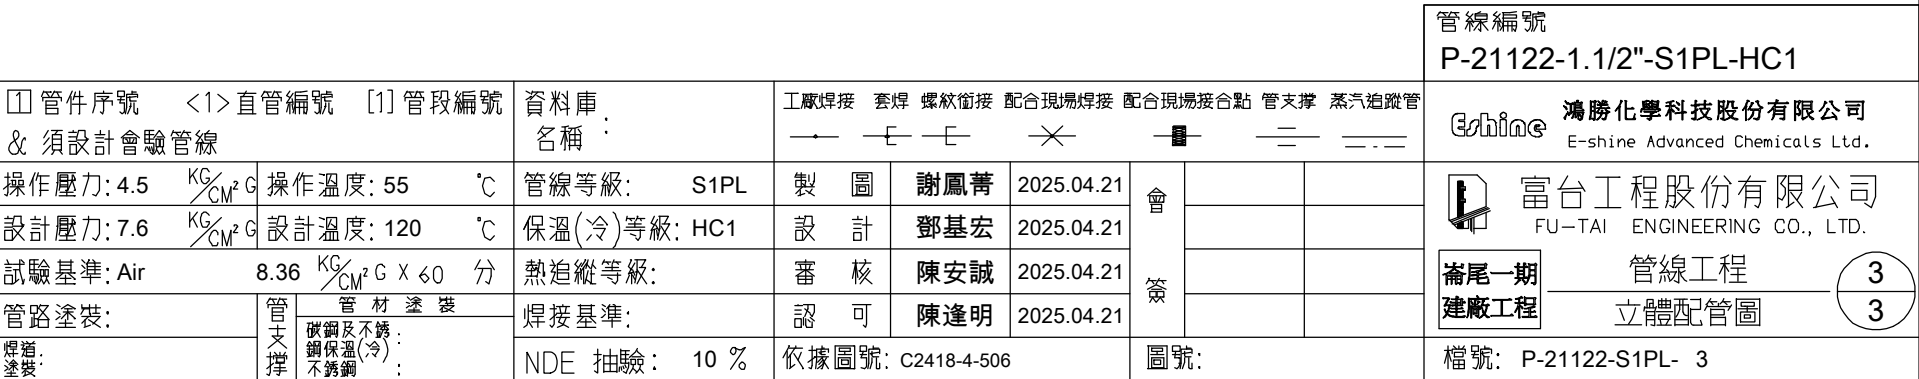 管線編號
P-21122-1.1/2"-S1PL-HC1
1 管件序號 <1>直管編號 [1] 管段編號
& 須設計會驗管線
資料庫名稱:
工廠焊接 套焊 螺紋銜接 配合現場焊接 配合現場接合點 管支撐 蒸汽追蹤管
Eshine 鴻勝化學科技股份有限公司
E-shine Advanced Chemicals Ltd.
操作壓力: 4.5 KG/CM² G 操作溫度: 55 °C 管線等級: S1PL 製圖 謝鳳菁 2025.04.21
設計壓力: 7.6 KG/CM² G 設計溫度: 120 °C 保溫(冷)等級: HC1 設計 鄧基宏 2025.04.21
試驗基準: Air 8.36 KG/CM² G X 60 分 熱追縱等級: 審核 陳安誠 2025.04.21
管路塗裝: 管支撐 管材塗裝 焊接基準: 認可 陳逢明 2025.04.21
會簽
富台工程股份有限公司
FU-TAI ENGINEERING CO., LTD.
崙尾一期
建廠工程
管線工程
立體配管圖
3
3
焊道塗裝:
碳鋼及不銹鋼保溫(冷):
不銹鋼:
NDE 抽驗: 10 % 依據圖號: C2418-4-506 圖號: 檔號: P-21122-S1PL- 3